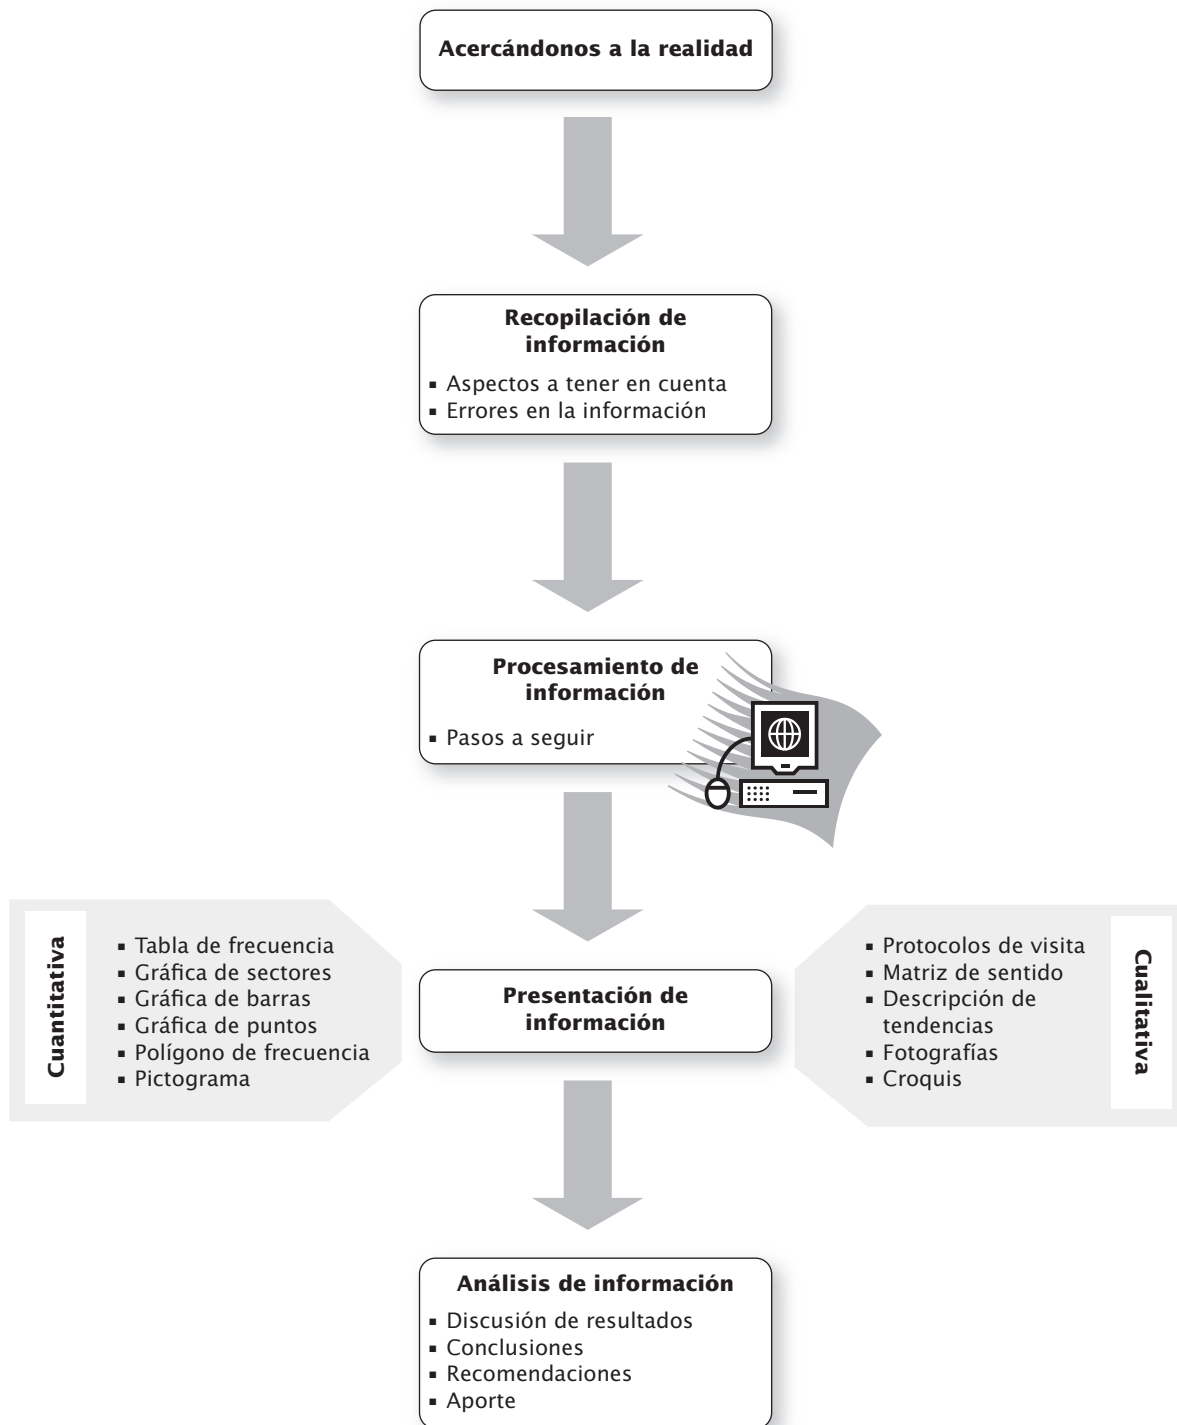 Acercándonos a la realidad
Recopilación de
información
▪ Aspectos a tener en cuenta
▪ Errores en la información
Procesamiento de
información
▪ Pasos a seguir
Cuantitativa
▪ Tabla de frecuencia
▪ Gráfica de sectores
▪ Gráfica de barras
▪ Gráfica de puntos
▪ Polígono de frecuencia
▪ Pictograma
Presentación de
información
▪ Protocolos de visita
▪ Matriz de sentido
▪ Descripción de
tendencias
▪ Fotografías
▪ Croquis
Cualitativa
Análisis de información
▪ Discusión de resultados
▪ Conclusiones
▪ Recomendaciones
▪ Aporte